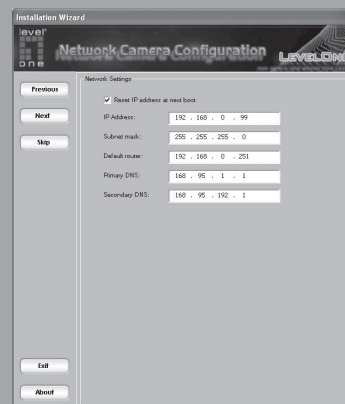 Installation Wizard
level
one
Network Camera Configuration
LevelOne
Previous
Next
Skip
Network Settings
Reset IP address at next boot
IP Address: 192 . 168 . 0 . 99
Subnet mask: 255 . 255 . 255 . 0
Default router: 192 . 168 . 0 . 251
Primary DNS: 168 . 95 . 1 . 1
Secondary DNS: 168 . 95 . 192 . 1
Exit
About